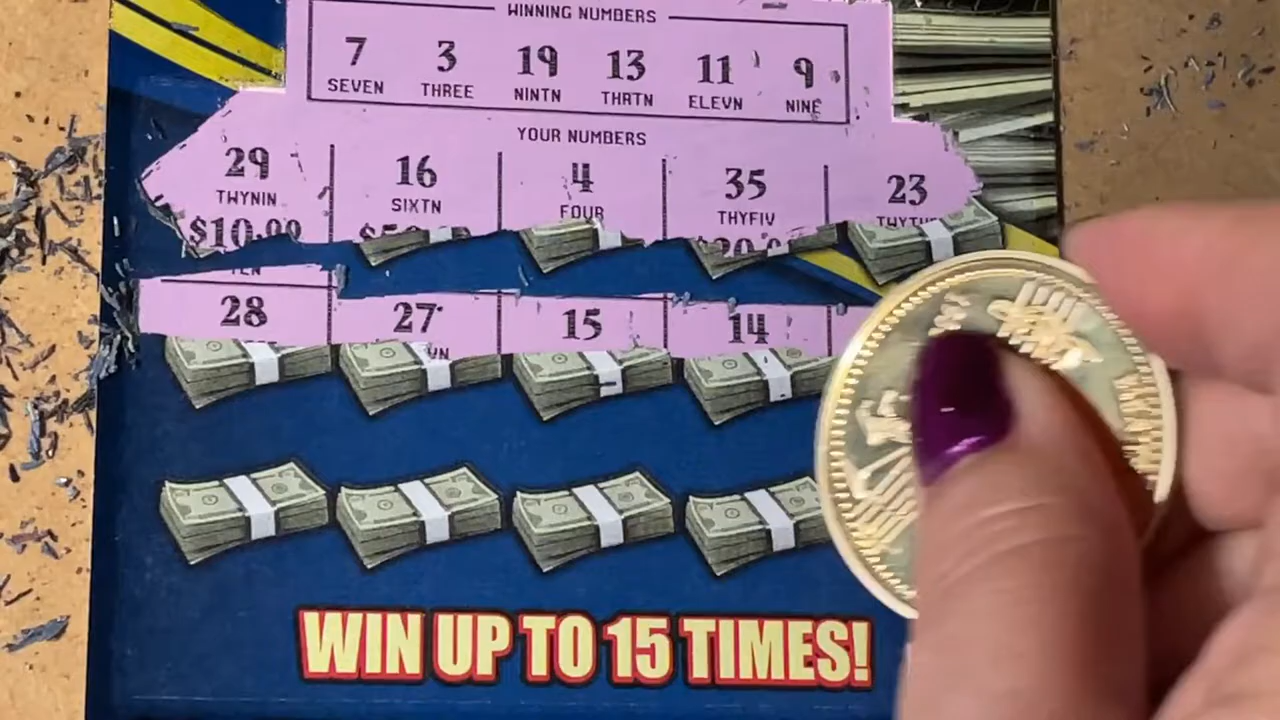 WINNING NUMBERS
7 3 19 13 11 9
SEVEN THREE NINTN THRTN ELEVN NINE
YOUR NUMBERS
29 16 4 35 23
THYNIN SIXTN FOUR THYFIV
$10.00
TEN
28 27 15 14
WIN UP TO 15 TIMES!